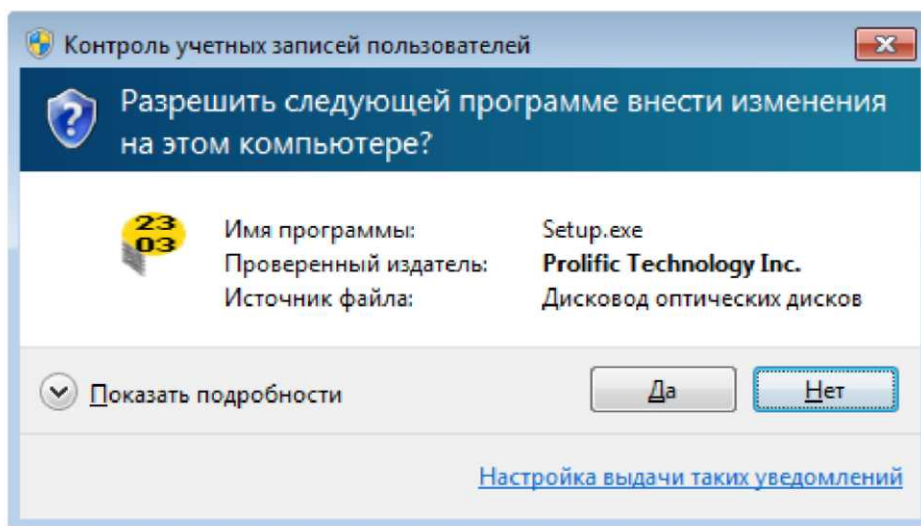 Контроль учетных записей пользователей
Разрешить следующей программе внести изменения
на этом компьютере?
23
03
Имя программы: Setup.exe
Проверенный издатель: Prolific Technology Inc.
Источник файла: Дисковод оптических дисков
Показать подробности
Да
Нет
Настройка выдачи таких уведомлений